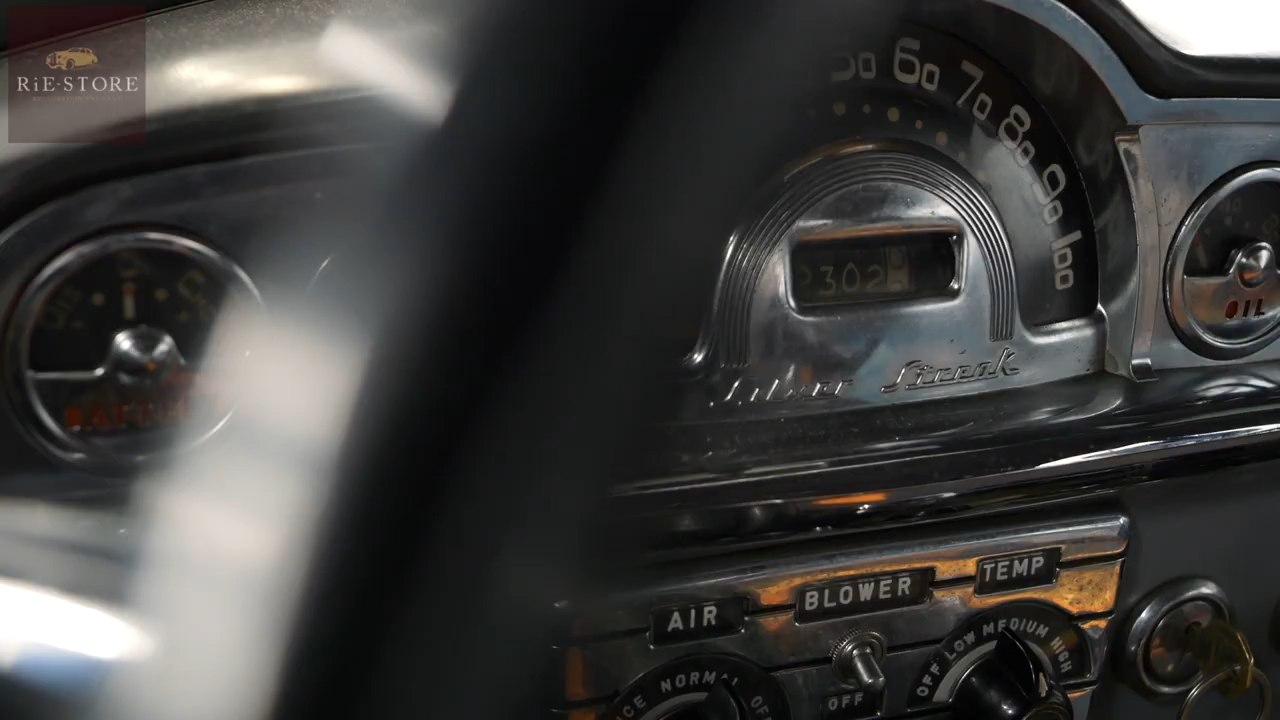 RiE·STORE
60 70 80 90 100
302
OIL
Silver Streak
AIR
BLOWER
TEMP
NORMAL
OFF
OFF LOW MEDIUM HIGH